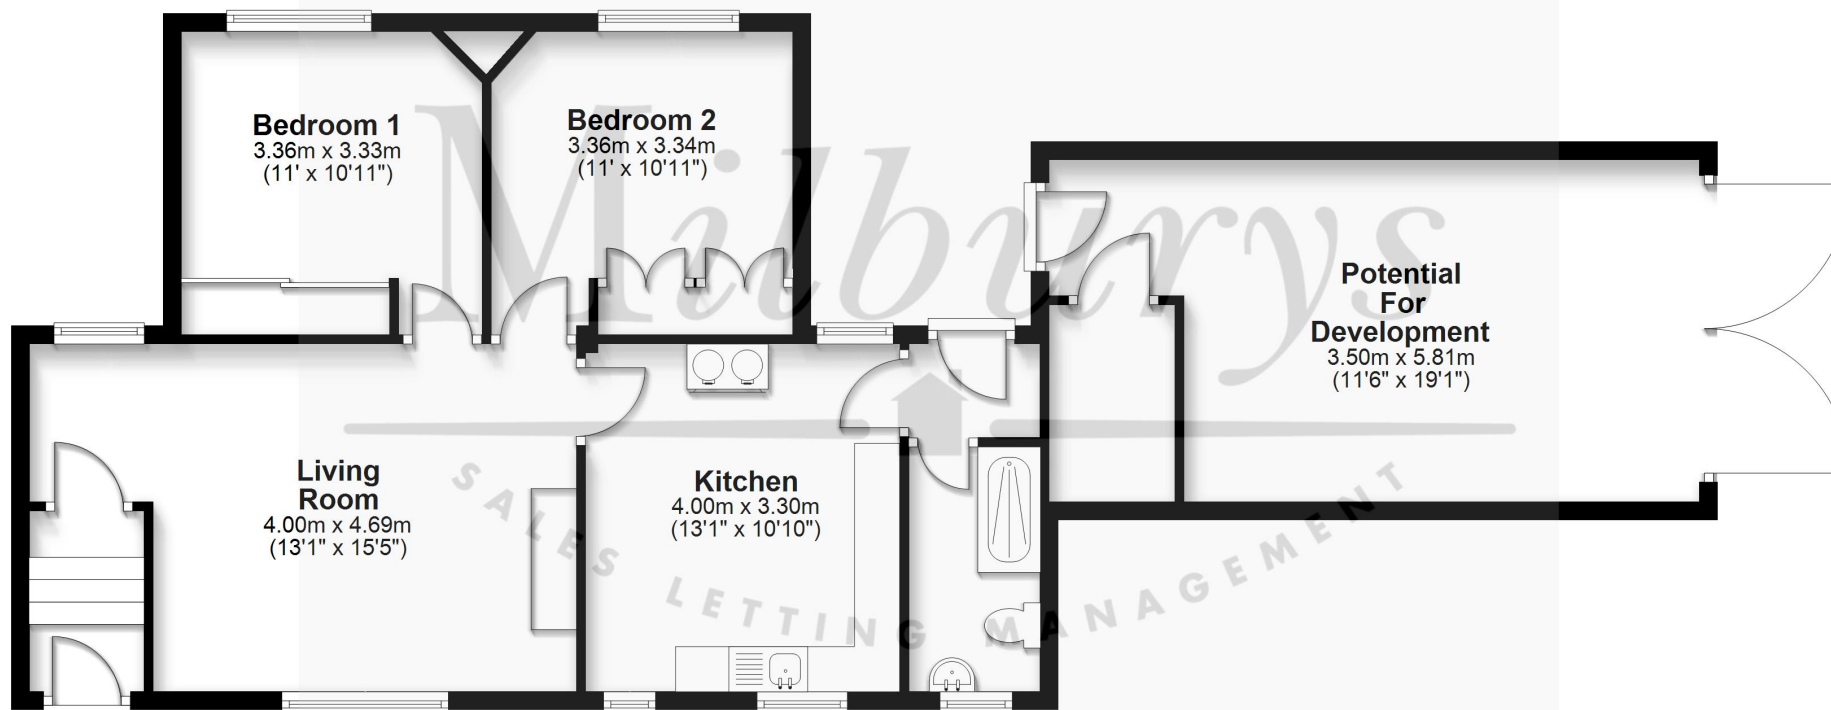 Bedroom 1
3.36m x 3.33m
(11' x 10'11")
Bedroom 2
3.36m x 3.34m
(11' x 10'11")
Potential
For
Development
3.50m x 5.81m
(11'6" x 19'1")
Living
Room
4.00m x 4.69m
(13'1" x 15'5")
Kitchen
4.00m x 3.30m
(13'1" x 10'10")
Milburys
SALES LETTING MANAGEMENT